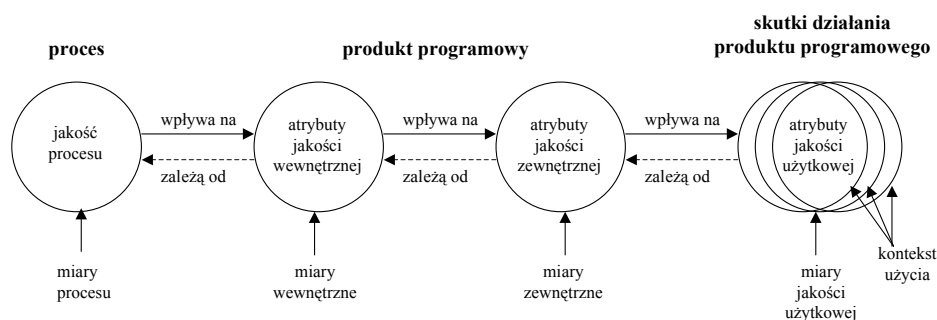 proces
produkt programowy
skutki działania
produktu programowego
jakość
procesu
wpływa na
zależą od
atrybuty
jakości
wewnętrznej
wpływa na
zależą od
atrybuty
jakości
zewnętrznej
wpływa na
zależą od
atrybuty
jakości
użytkowej
miary
procesu
miary
wewnętrzne
miary
zewnętrzne
miary
jakości
użytkowej
kontekst
użycia